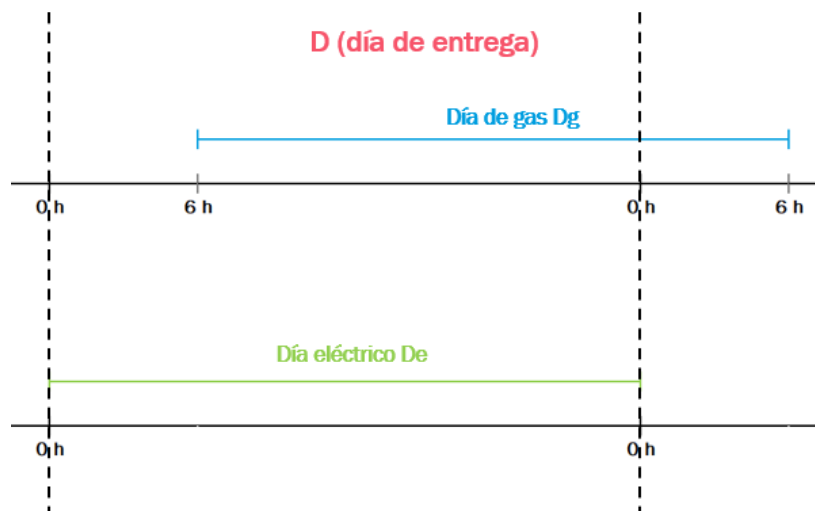 D (día de entrega)
Día de gas Dg
0 h 6 h 0 h 6 h
Día eléctrico De
0 h 0 h